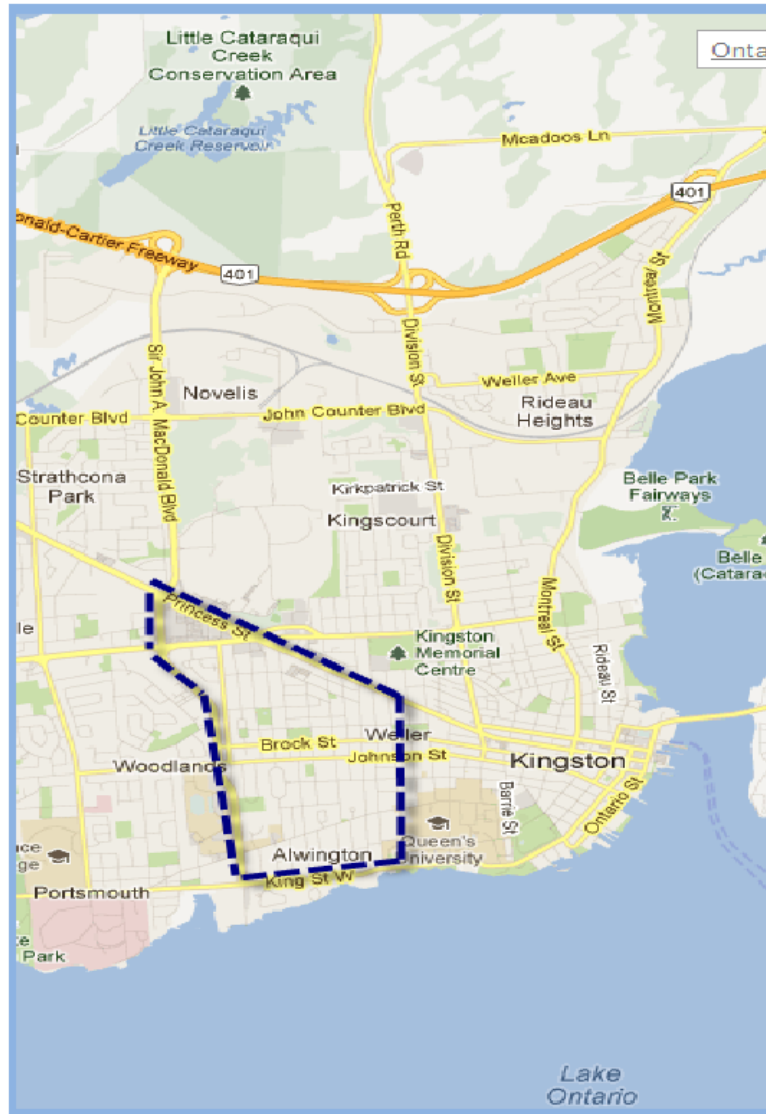 Little Cataraqui
Creek
Conservation Area
Onta
Little Cataraqui
Creek Reservoir
Mcadoos Ln
401
onald-Cartier Freeway
401
Perth Rd
Montreal St
Sir John A. MacDonald Blvd
Division St
Weller Ave
Novelis
Rideau
Heights
Counter Blvd
John Counter Blvd
Strathcona
Park
Kirkpatrick St
Belle Park
Fairways
Kingscourt
Division St
Belle
(Catarac
Princess St
Montreal St
le
Kingston
Memorial
Centre
Rideau St
Weller
Brock St
Johnson St
Kingston
Woodlands
Barrie St
Ontario St
ace
ge
Queen's
University
Alwington
King St W
Portsmouth
ke
Park
Lake
Ontario